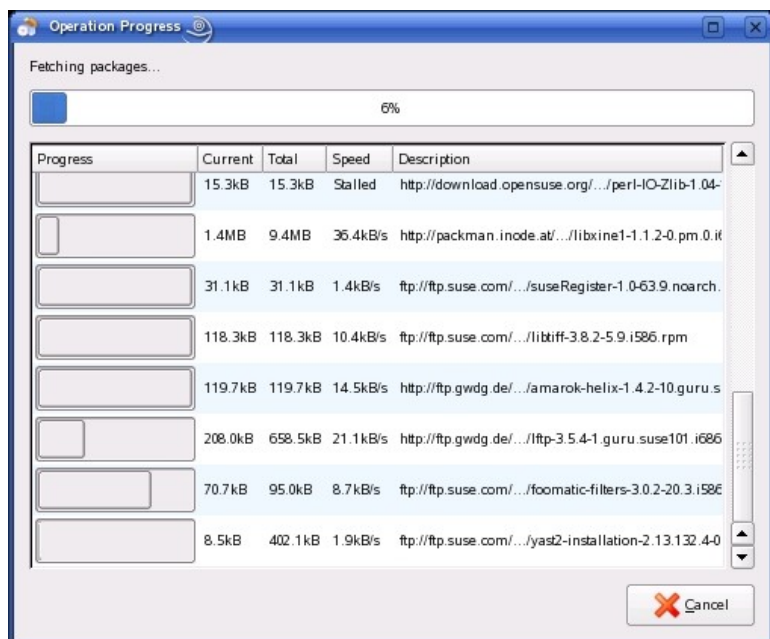 Operation Progress
Fetching packages...
6%
Progress Current Total Speed Description
15.3kB 15.3kB Stalled http://download.opensuse.org/.../perl-IO-Zlib-1.04-
1.4MB 9.4MB 36.4kB/s http://packman.inode.at/.../libxine1-1.1.2-0.pm.0.i6
31.1kB 31.1kB 1.4kB/s ftp://ftp.suse.com/.../suseRegister-1.0-63.9.noarch.
118.3kB 118.3kB 10.4kB/s ftp://ftp.suse.com/.../libtiff-3.8.2-5.9.i586.rpm
119.7kB 119.7kB 14.5kB/s http://ftp.gwdg.de/.../amarok-helix-1.4.2-10.guru.s
208.0kB 658.5kB 21.1kB/s http://ftp.gwdg.de/.../lftp-3.5.4-1.guru.suse101.i686
70.7kB 95.0kB 8.7kB/s ftp://ftp.suse.com/.../foomatic-filters-3.0.2-20.3.i586
8.5kB 402.1kB 1.9kB/s ftp://ftp.suse.com/.../yast2-installation-2.13.132.4-0
Cancel